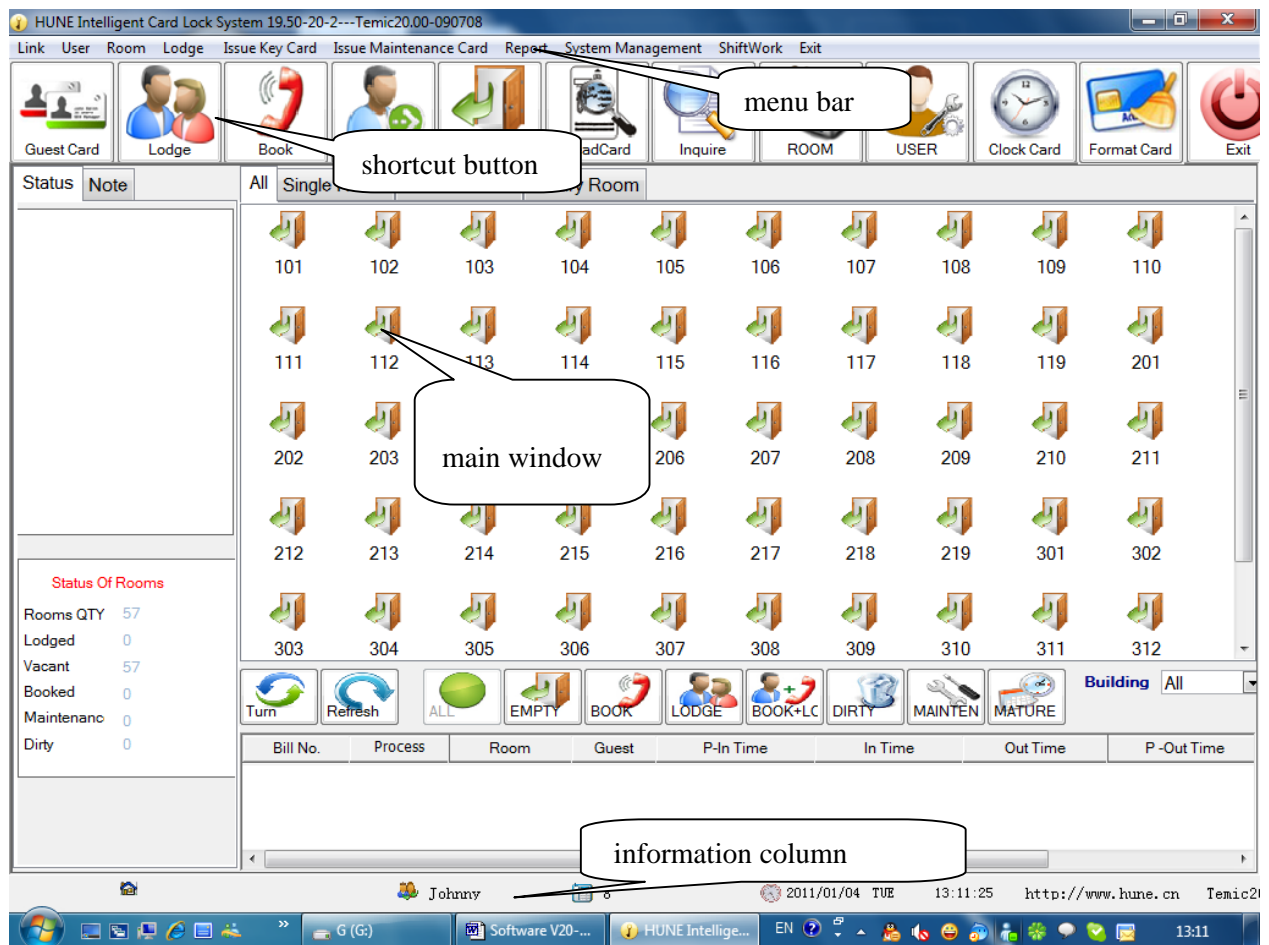 HUNE Intelligent Card Lock System 19.50-20-2---Temic20.00-090708
Link User Room Lodge Issue Key Card Issue Maintenance Card Report System Management ShiftWork Exit
menu bar
Guest Card Lodge Book adCard Inquire ROOM USER Clock Card Format Card Exit
shortcut button
Status Note All Single Room
101 102 103 104 105 106 107 108 109 110
111 112 113 114 115 116 117 118 119 201
202 203 206 207 208 209 210 211
main window
212 213 214 215 216 217 218 219 301 302
303 304 305 306 307 308 309 310 311 312
Status Of Rooms
Rooms QTY 57
Lodged 0
Vacant 57
Booked 0
Maintenanc 0
Dirty 0
Turn Refresh ALL EMPTY BOOK LODGE BOOK+LC DIRTY MAINTEN MATURE Building All
Bill No. Process Room Guest P-In Time In Time Out Time P -Out Time
information column
Johnny 8 2011/01/04 TUE 13:11:25 http://www.hune.cn Temic2
G (G:) Software V20-... HUNE Intellige... EN 13:11